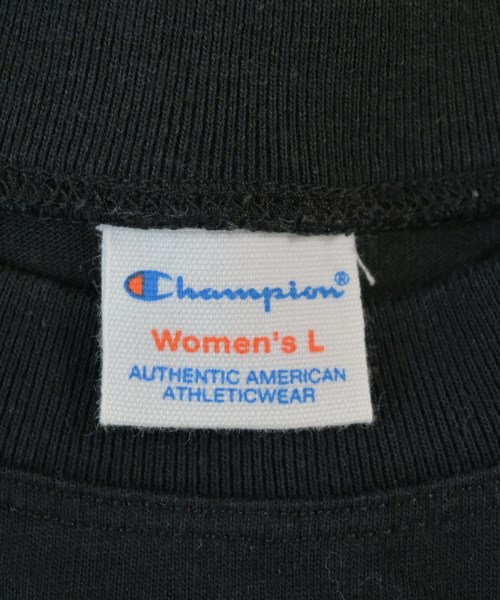 Champion®
Women's L
AUTHENTIC AMERICAN
ATHLETICWEAR